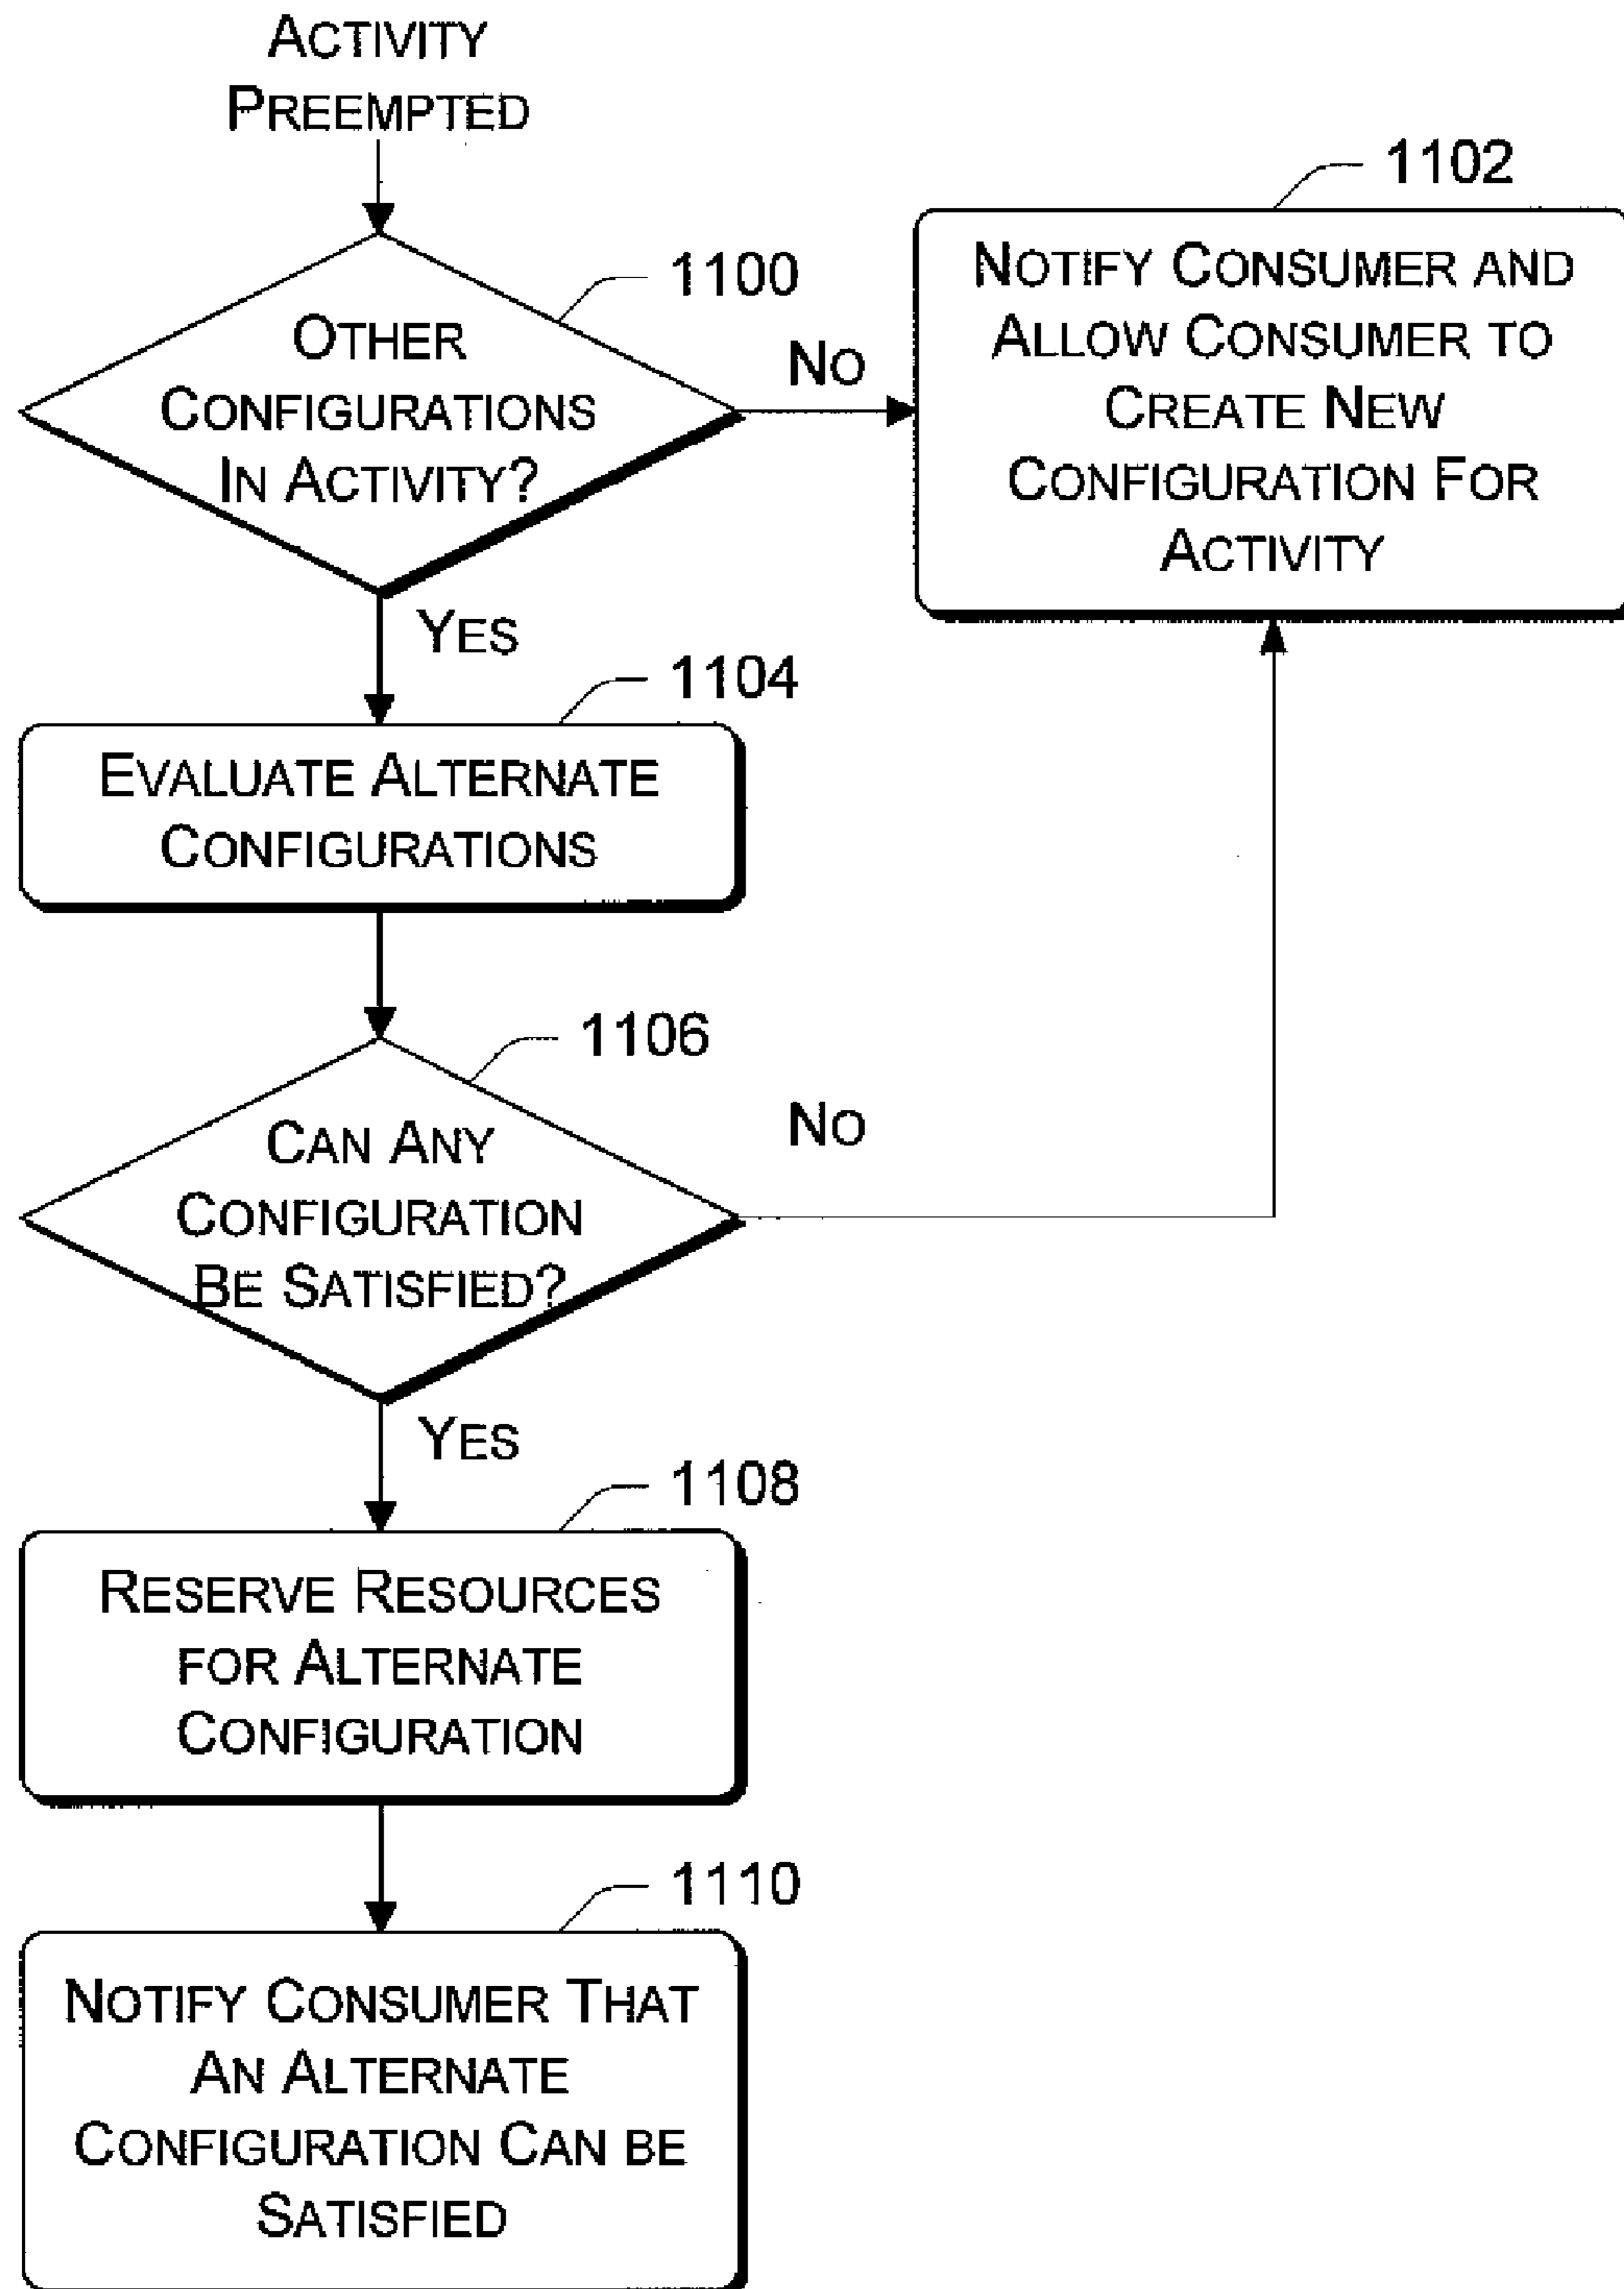 ACTIVITY
PREEMPTED
1100
OTHER
CONFIGURATIONS
IN ACTIVITY?
NO
1102
NOTIFY CONSUMER AND
ALLOW CONSUMER TO
CREATE NEW
CONFIGURATION FOR
ACTIVITY
YES
1104
EVALUATE ALTERNATE
CONFIGURATIONS
1106
CAN ANY
CONFIGURATION
BE SATISFIED?
NO
YES
1108
RESERVE RESOURCES
FOR ALTERNATE
CONFIGURATION
1110
NOTIFY CONSUMER THAT
AN ALTERNATE
CONFIGURATION CAN BE
SATISFIED